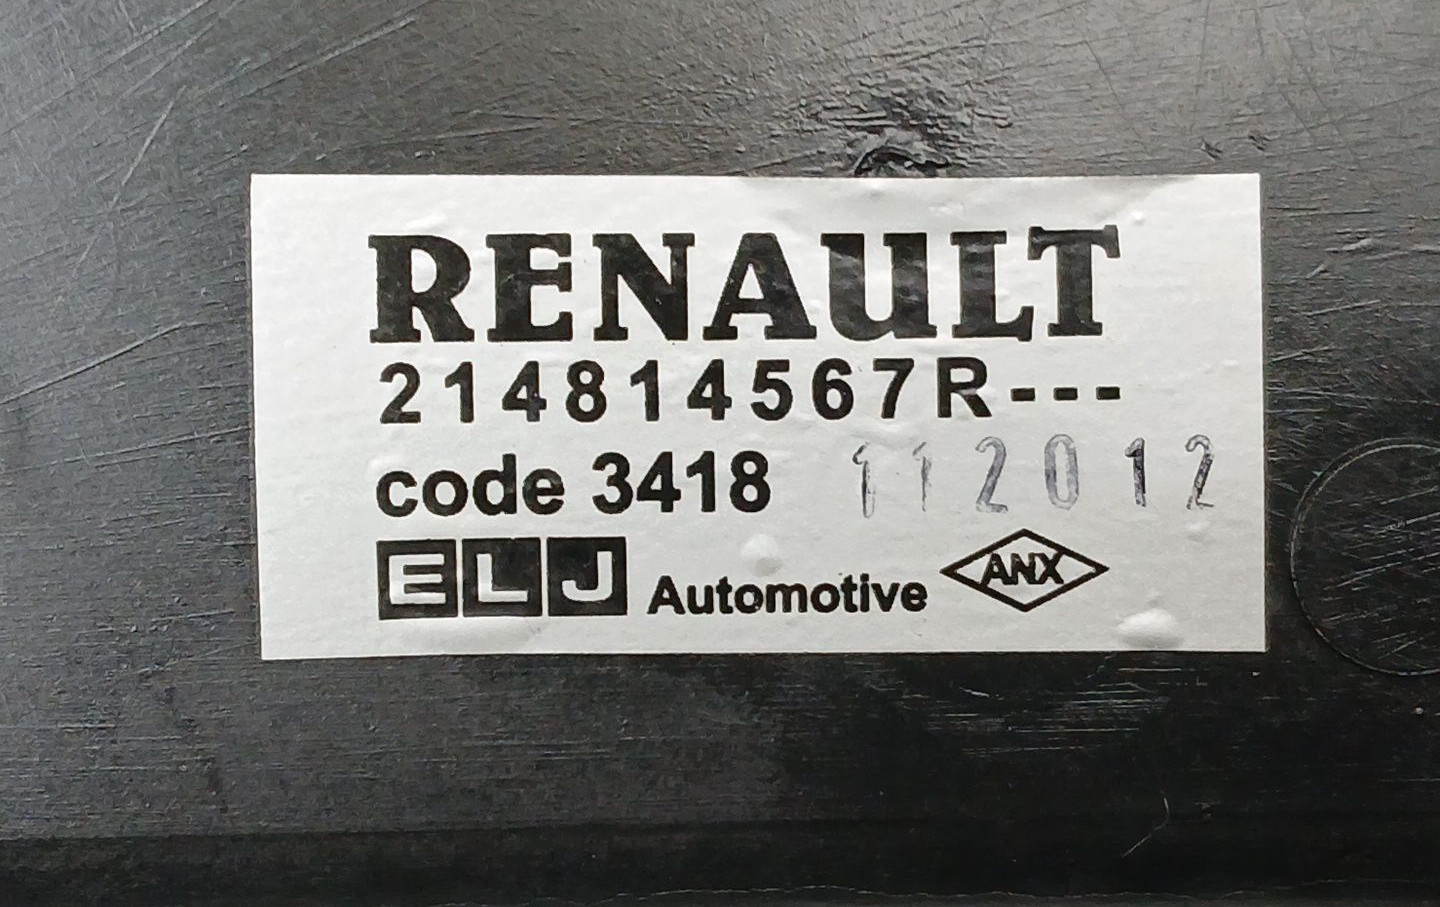 RENAULT
214814567R---
code 3418 112012
ELJ Automotive ANX